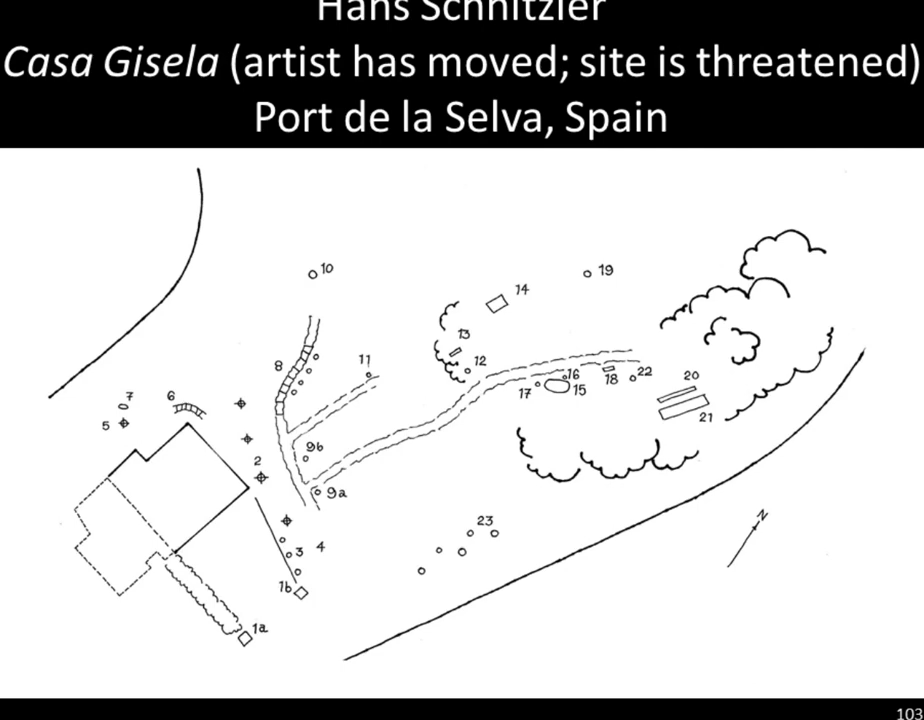 Hans Schnitzler
Casa Gisela (artist has moved; site is threatened)
Port de la Selva, Spain
10
19
14
13
8
11
12
16
18
22
17
15
20
7
6
21
5
9b
2
9a
23
N
3
4
1b
1a
103